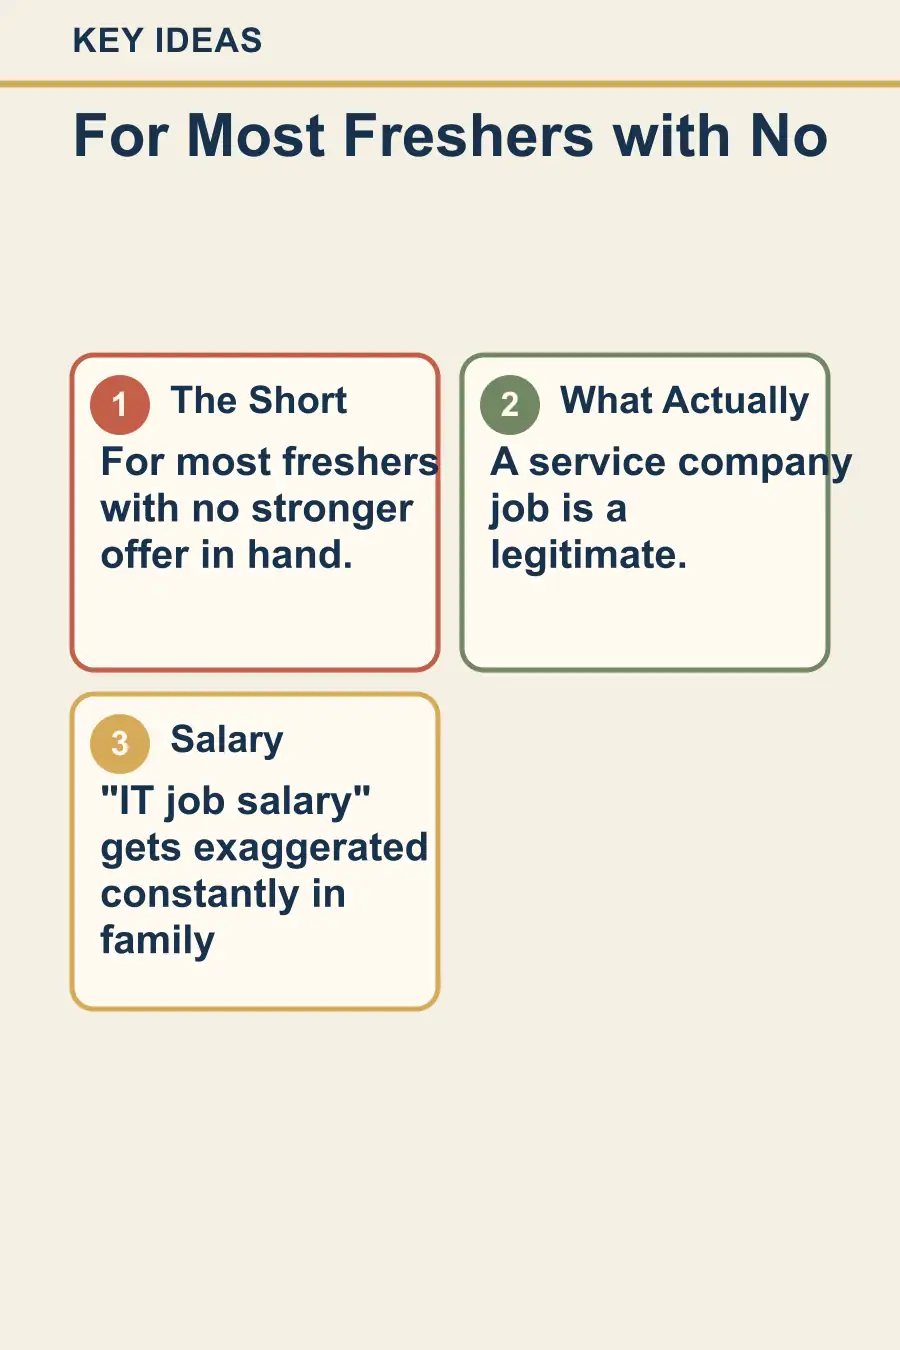 KEY IDEAS
For Most Freshers with No
1 The Short
For most freshers
with no stronger
offer in hand.
2 What Actually
A service company
job is a
legitimate.
3 Salary
"IT job salary"
gets exaggerated
constantly in
family